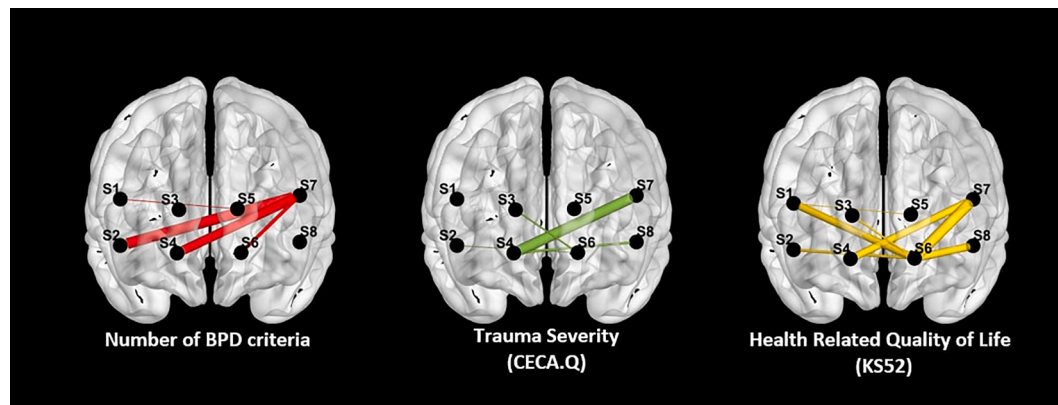 S1 S3 S5 S7
S2 S4 S6 S8
Number of BPD criteria
S1 S3 S5 S7
S2 S4 S6 S8
Trauma Severity
(CECA.Q)
S1 S3 S5 S7
S2 S4 S6 S8
Health Related Quality of Life
(KS52)